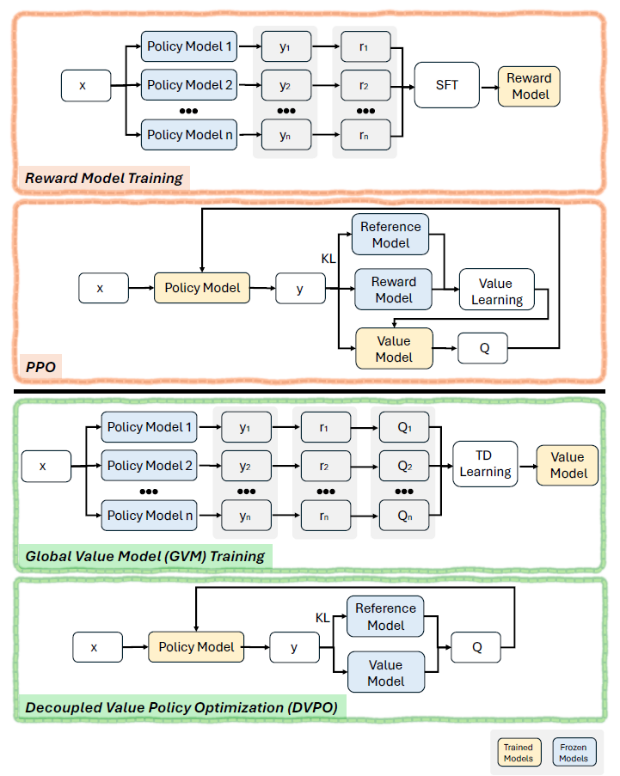 x
Policy Model 1
y₁
r₁
Policy Model 2
y₂
r₂
SFT
Reward
Model
•••
•••
•••
Policy Model n
yₙ
rₙ
Reward Model Training
Reference
Model
KL
x
Policy Model
y
Reward
Model
Value
Learning
Value
Model
Q
PPO
Policy Model 1
y₁
r₁
Q₁
x
Policy Model 2
y₂
r₂
Q₂
TD
Learning
Value
Model
•••
•••
•••
•••
Policy Model n
yₙ
rₙ
Qₙ
Global Value Model (GVM) Training
KL
Reference
Model
x
Policy Model
y
Q
Value
Model
Decoupled Value Policy Optimization (DVPO)
Trained
Models
Frozen
Models